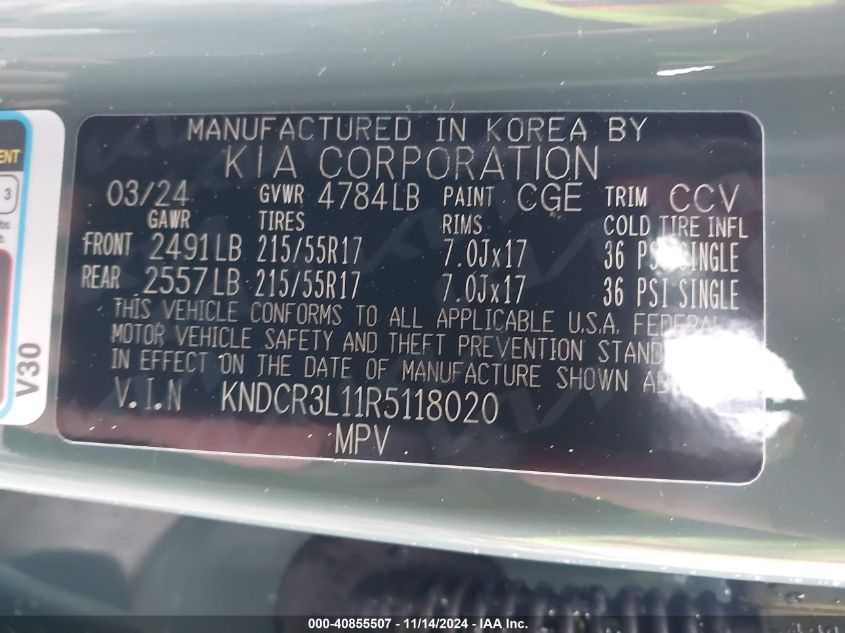 MANUFACTURED IN KOREA BY
KIA CORPORATION
03/24 GVWR 4784LB PAINT CGE TRIM CCV
GAWR TIRES RIMS COLD TIRE INFL
FRONT 2491LB 215/55R17 7.0Jx17 36 PSI SINGLE
REAR 2557LB 215/55R17 7.0Jx17 36 PSI SINGLE
THIS VEHICLE CONFORMS TO ALL APPLICABLE U.S.A. FEDERAL
MOTOR VEHICLE SAFETY AND THEFT PREVENTION STAND
IN EFFECT ON THE DATE OF MANUFACTURE SHOWN AB
V.I.N KNDCR3L11R5118020
MPV
ENT
3
V30
000-40855507 - 11/14/2024 - IAA Inc.